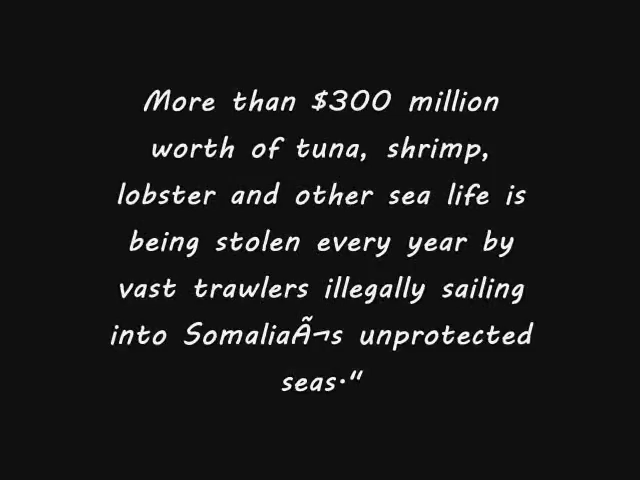 More than $300 million
worth of tuna, shrimp,
lobster and other sea life is
being stolen every year by
vast trawlers illegally sailing
into SomaliaÃ¬s unprotected
seas."